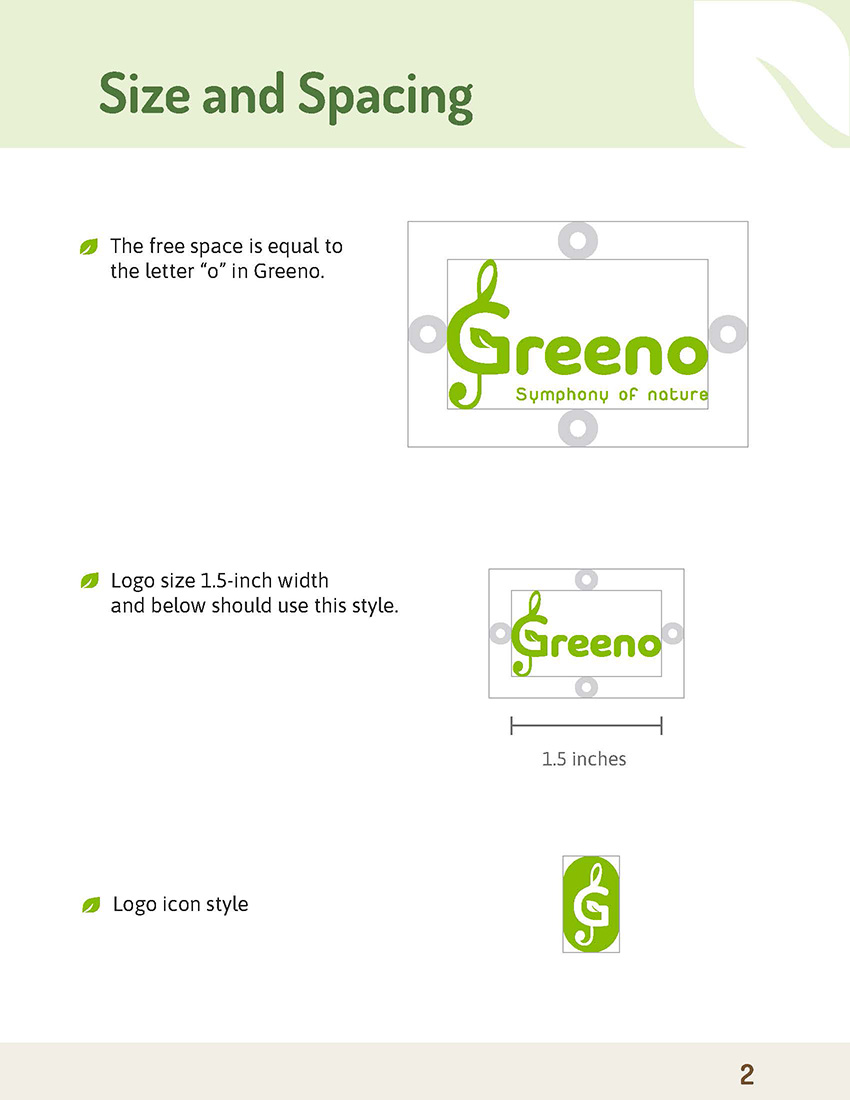 Size and Spacing
The free space is equal to
the letter “o” in Greeno.
Greeno
Symphony of nature
Logo size 1.5-inch width
and below should use this style.
Greeno
1.5 inches
Logo icon style
G
2